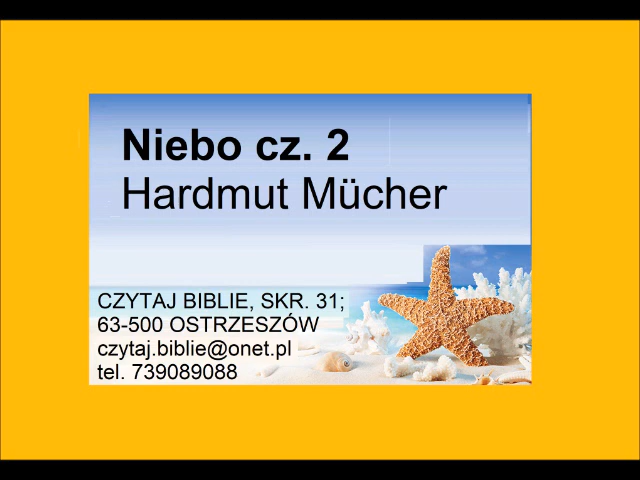 Niebo cz. 2
Hardmut Mücher
CZYTAJ BIBLIE, SKR. 31;
63-500 OSTRZESZÓW
czytaj.biblie@onet.pl
tel. 739089088